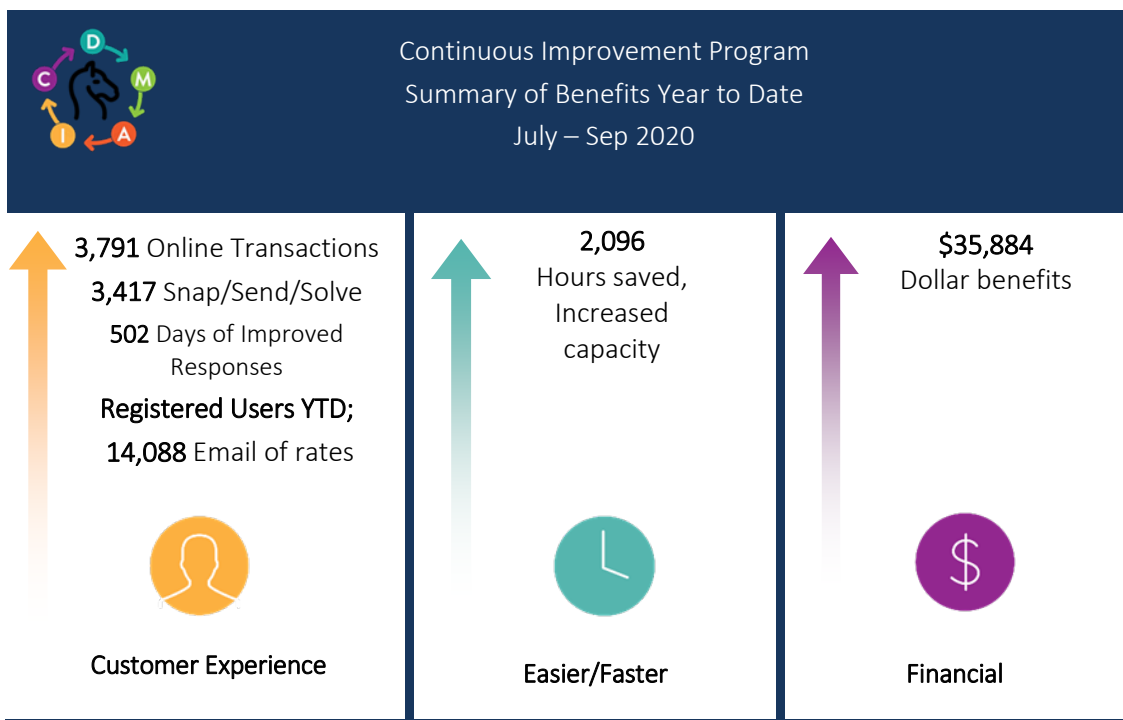 D
C
M
I
A
Continuous Improvement Program
Summary of Benefits Year to Date
July – Sep 2020
3,791 Online Transactions
3,417 Snap/Send/Solve
502 Days of Improved
Responses
Registered Users YTD;
14,088 Email of rates
Customer Experience
2,096
Hours saved,
Increased
capacity
Easier/Faster
$35,884
Dollar benefits
$
Financial